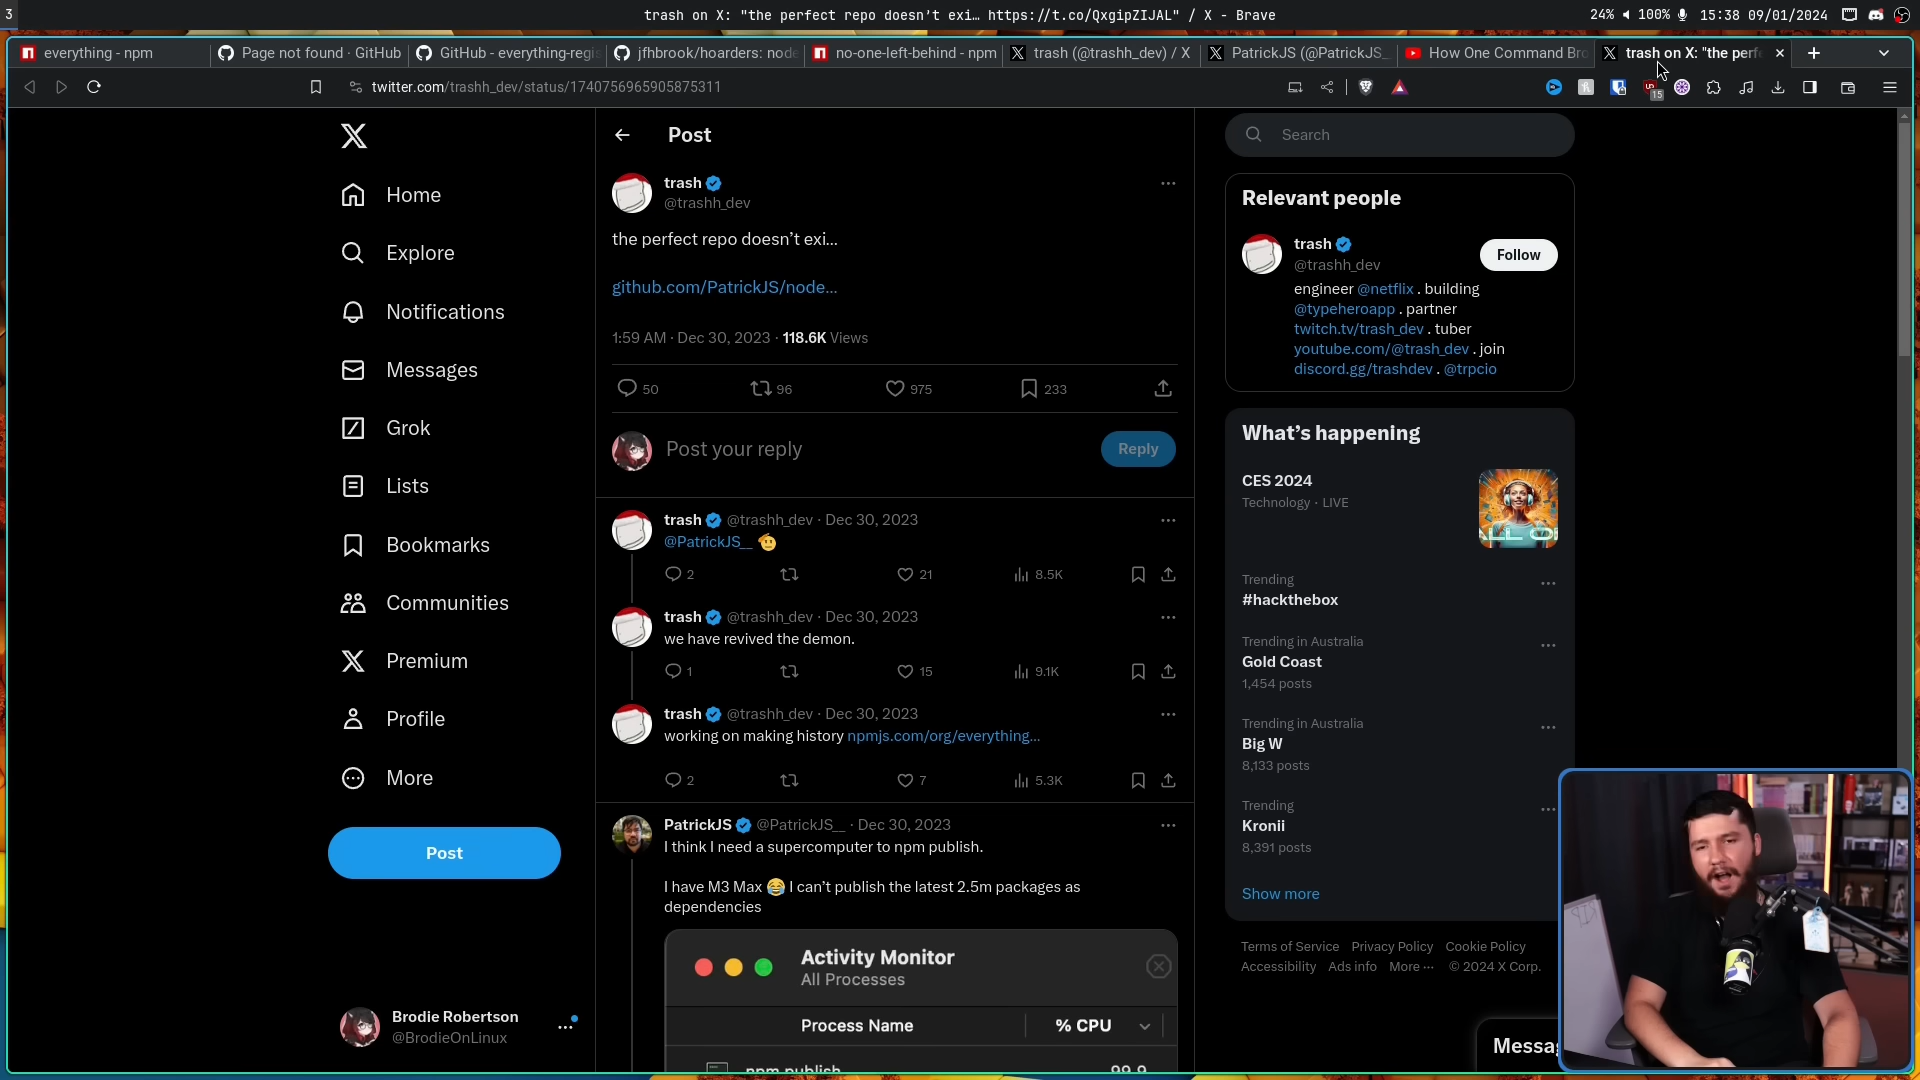 3
trash on X: "the perfect repo doesn't exi… https://t.co/QxgipZIJAL" / X - Brave
24% 100% 15:38 09/01/2024
everything - npm
Page not found · GitHub
GitHub - everything-regis
jfhbrook/hoarders: node
no-one-left-behind - npm
trash (@trashh_dev) / X
PatrickJS (@PatrickJS_
How One Command Bro
trash on X: "the perf
twitter.com/trashh_dev/status/1740756965905875311
15
Home
Explore
Notifications
Messages
Grok
Lists
Bookmarks
Communities
Premium
Profile
More
Post
Brodie Robertson
@BrodieOnLinux
Post
trash
@trashh_dev
the perfect repo doesn’t exi...
github.com/PatrickJS/node…
1:59 AM · Dec 30, 2023 · 118.6K Views
50 96 975 233
Post your reply
Reply
trash @trashh_dev · Dec 30, 2023
@PatrickJS__
2 21 8.5K
trash @trashh_dev · Dec 30, 2023
we have revived the demon.
1 15 9.1K
trash @trashh_dev · Dec 30, 2023
working on making history npmjs.com/org/everything…
2 7 5.3K
PatrickJS @PatrickJS__ · Dec 30, 2023
I think I need a supercomputer to npm publish.
I have M3 Max 😂 I can’t publish the latest 2.5m packages as
dependencies
Activity Monitor
All Processes
Process Name % CPU
npm publish 99.9
Search
Relevant people
trash
@trashh_dev
Follow
engineer @netflix . building
@typeheroapp . partner
twitch.tv/trash_dev . tuber
youtube.com/@trash_dev . join
discord.gg/trashdev . @trpcio
What’s happening
CES 2024
Technology · LIVE
Trending
#hackthebox
Trending in Australia
Gold Coast
1,454 posts
Trending in Australia
Big W
8,133 posts
Trending
Kronii
8,391 posts
Show more
Terms of Service Privacy Policy Cookie Policy
Accessibility Ads info More ··· © 2024 X Corp.
Messa